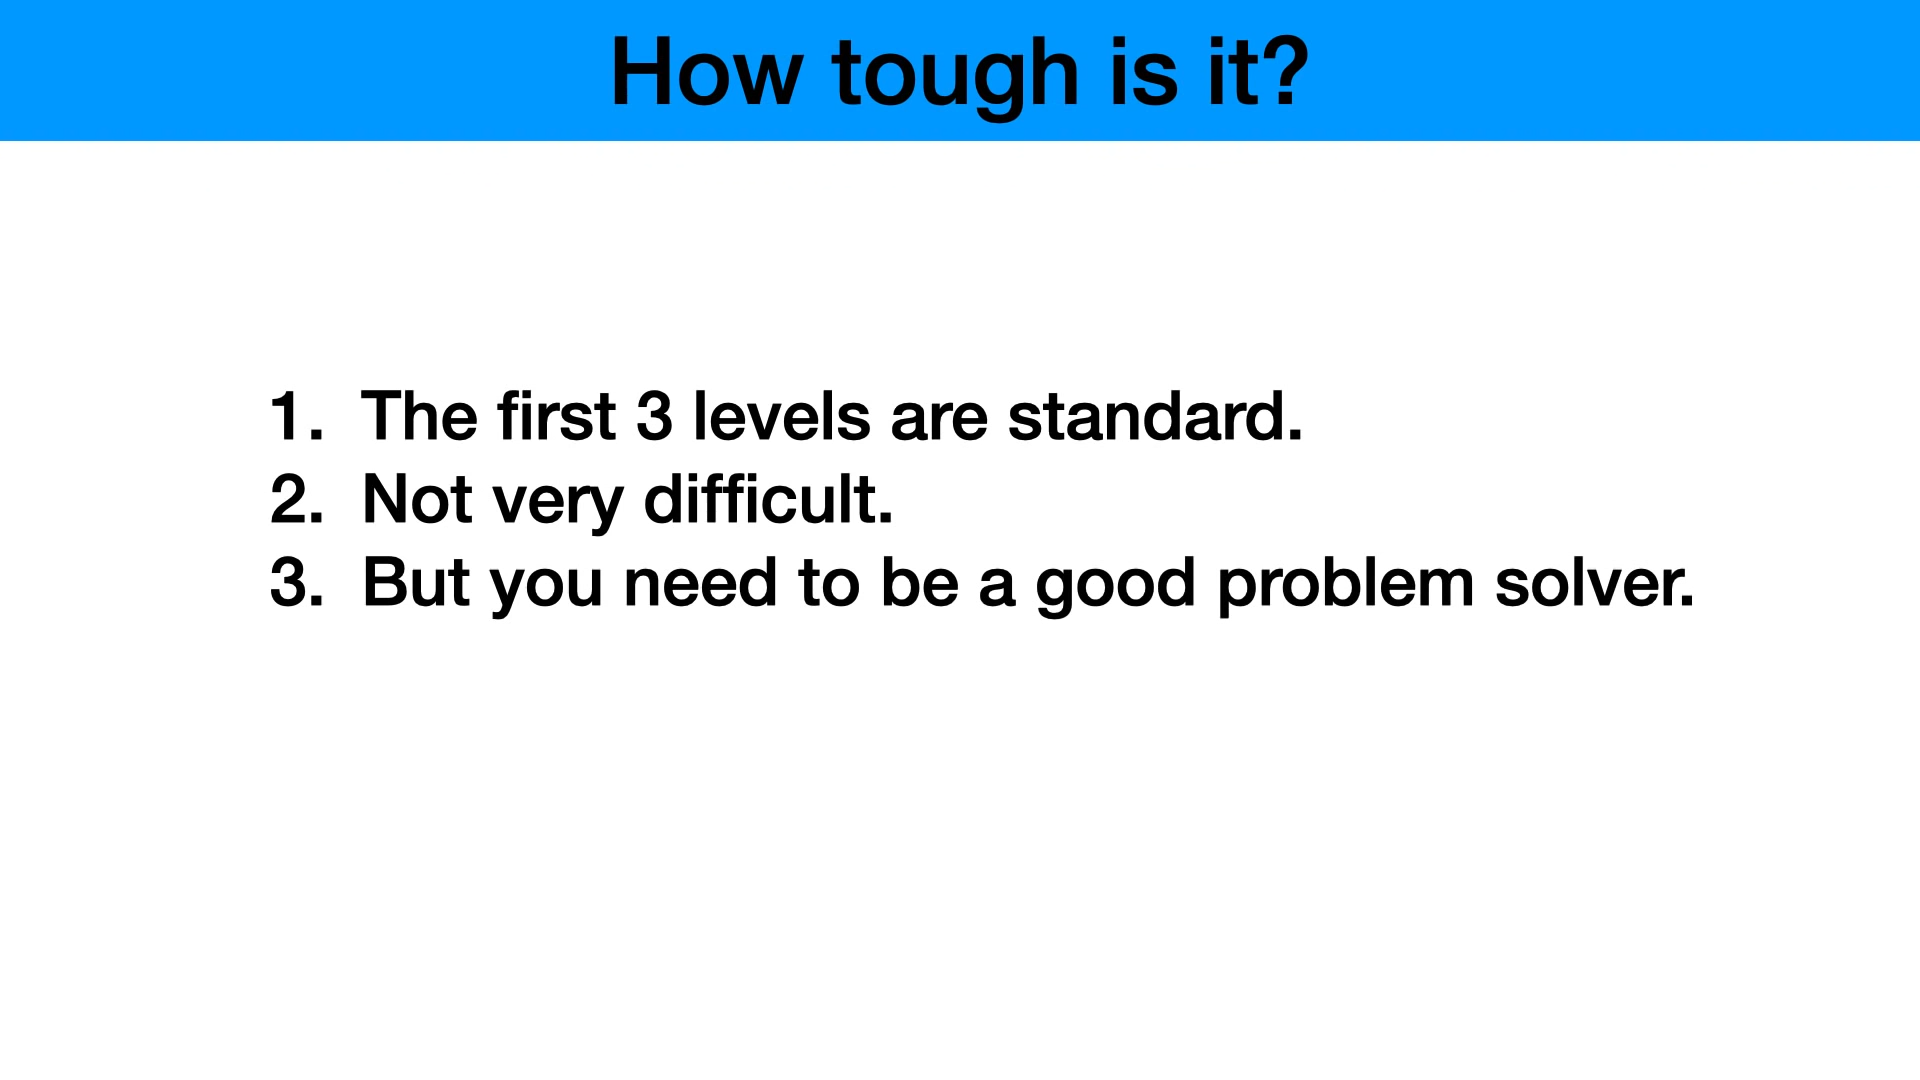 How tough is it?
1. The first 3 levels are standard.
2. Not very difficult.
3. But you need to be a good problem solver.